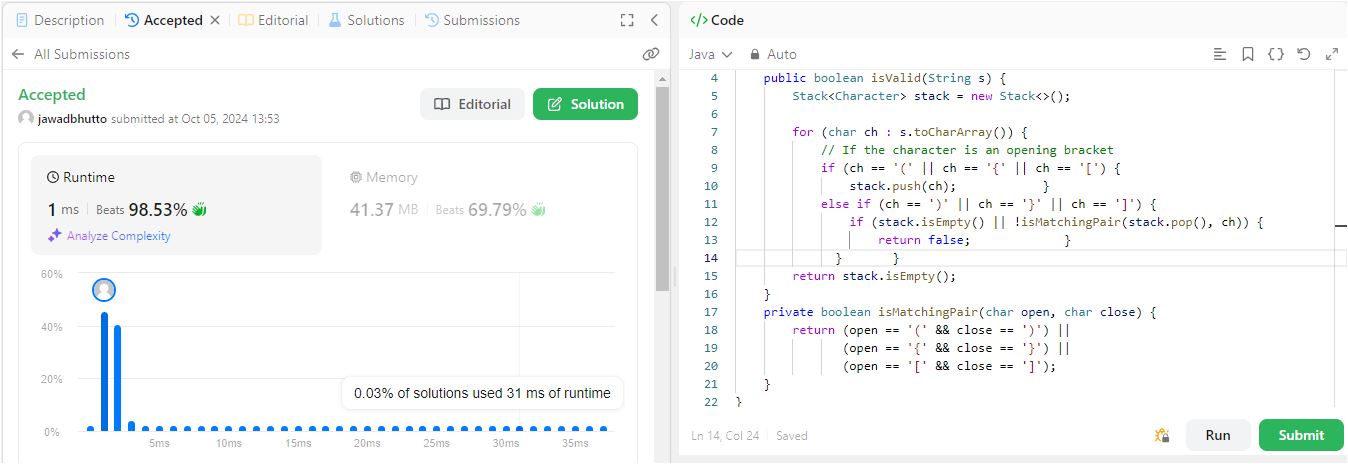 Description
Accepted
Editorial
Solutions
Submissions
All Submissions
Accepted
jawadbhutto submitted at Oct 05, 2024 13:53
Editorial
Solution
Runtime
1 ms | Beats 98.53%
Analyze Complexity
Memory
41.37 MB | Beats 69.79%
60%
40%
20%
0%
0.03% of solutions used 31 ms of runtime
5ms 10ms 15ms 20ms 25ms 30ms 35ms
</> Code
Java Auto
4 public boolean isValid(String s) {
5 Stack<Character> stack = new Stack<>();
6
7 for (char ch : s.toCharArray()) {
8 // If the character is an opening bracket
9 if (ch == '(' || ch == '{' || ch == '[') {
10 stack.push(ch); }
11 else if (ch == ')' || ch == '}' || ch == ']') {
12 if (stack.isEmpty() || !isMatchingPair(stack.pop(), ch)) {
13 return false; }
14 } }
15 return stack.isEmpty();
16 }
17 private boolean isMatchingPair(char open, char close) {
18 return (open == '(' && close == ')') ||
19 (open == '{' && close == '}') ||
20 (open == '[' && close == ']');
21 }
22 }
Ln 14, Col 24 | Saved
Run
Submit